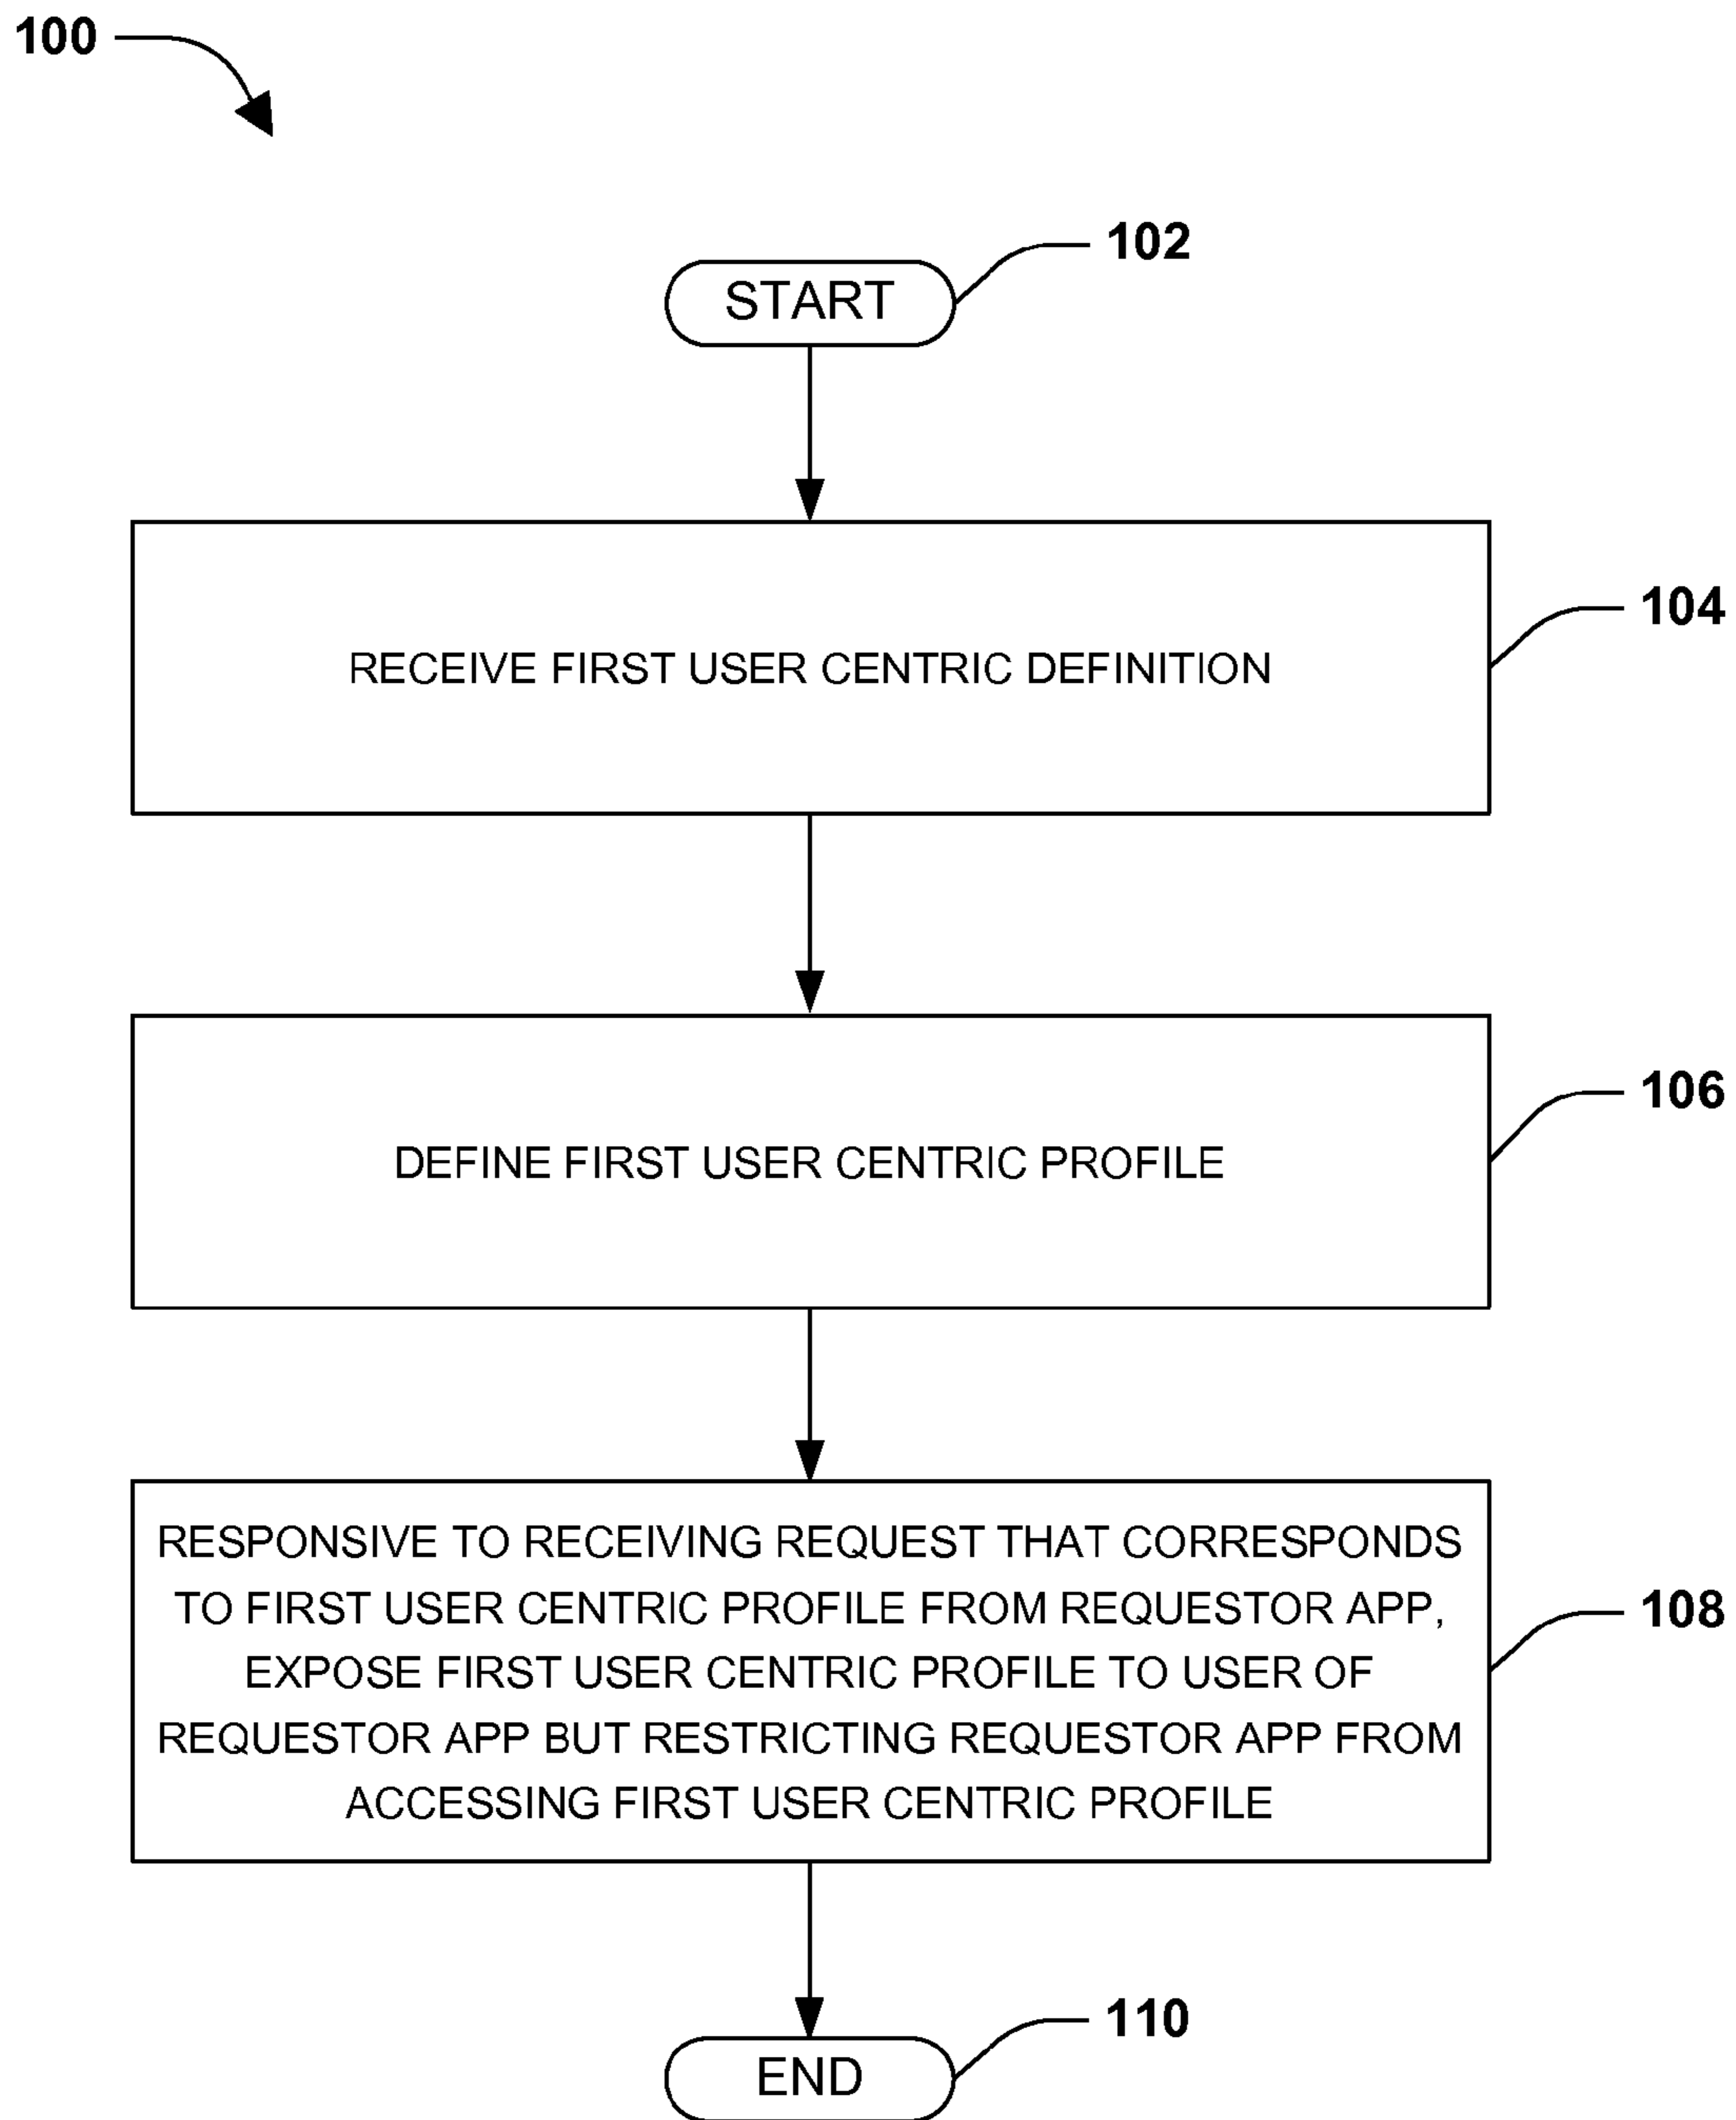 100
102
START
104
RECEIVE FIRST USER CENTRIC DEFINITION
106
DEFINE FIRST USER CENTRIC PROFILE
RESPONSIVE TO RECEIVING REQUEST THAT CORRESPONDS
TO FIRST USER CENTRIC PROFILE FROM REQUESTOR APP,
108
EXPOSE FIRST USER CENTRIC PROFILE TO USER OF
REQUESTOR APP BUT RESTRICTING REQUESTOR APP FROM
ACCESSING FIRST USER CENTRIC PROFILE
110
END